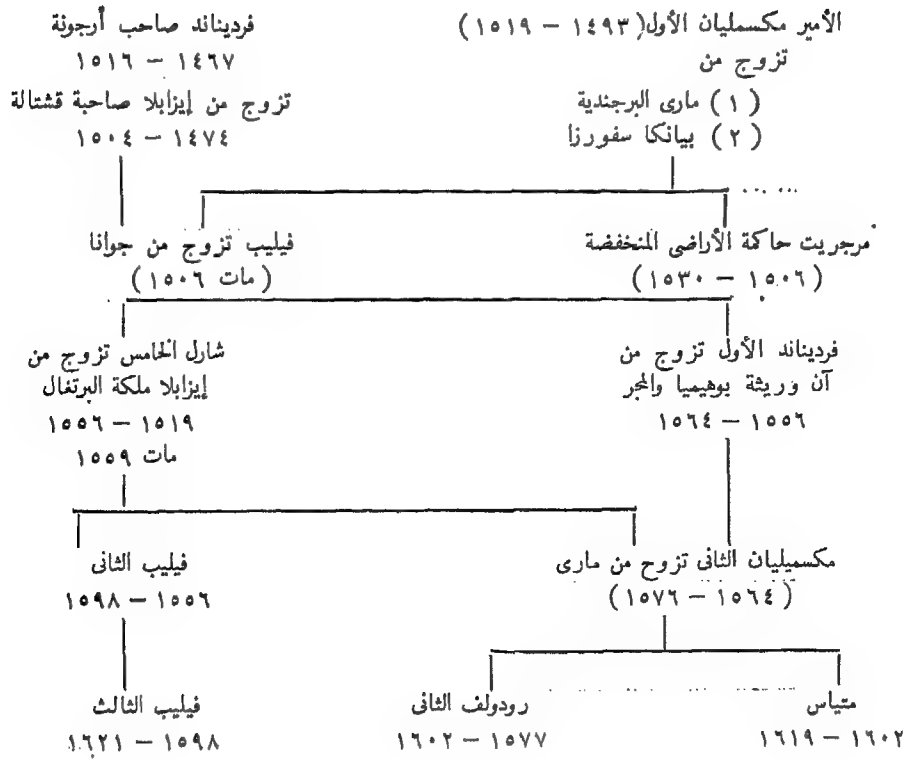 الأمير مكسمليان الأول (١٤٩٣ – ١٥١٩)
تزوج من
(١) مارى البرجندية
(٢) بيانكا سفورزا
فرديناند صاحب أرجونة
١٤٦٧ – ١٥١٦
تزوج من إيزابلا صاحبة قشتالة
١٤٧٤ – ١٥٠٤
مرجريت حاكمة الأراضى المنخفضة
(١٥٠٦ – ١٥٣٠)
فيليب تزوج من جوانا
(مات ١٥٠٦)
فرديناند الأول تزوج من
آن وريثة بوهيميا والمجر
١٥٥٦ – ١٥٦٤
شارل الخامس تزوج من
إيزابلا ملكة البرتغال
١٥١٩ – ١٥٥٦
مات ١٥٥٩
مكسميليان الثانى تزوح من مارى
(١٥٦٤ – ١٥٧٦)
فيليب الثانى
١٥٥٦ – ١٥٩٨
متياس
١٦٠٢ – ١٦١٩
رودولف الثانى
١٥٧٧ – ١٦٠٢
فيليب الثالث
١٥٩٨ – ١٦٢١